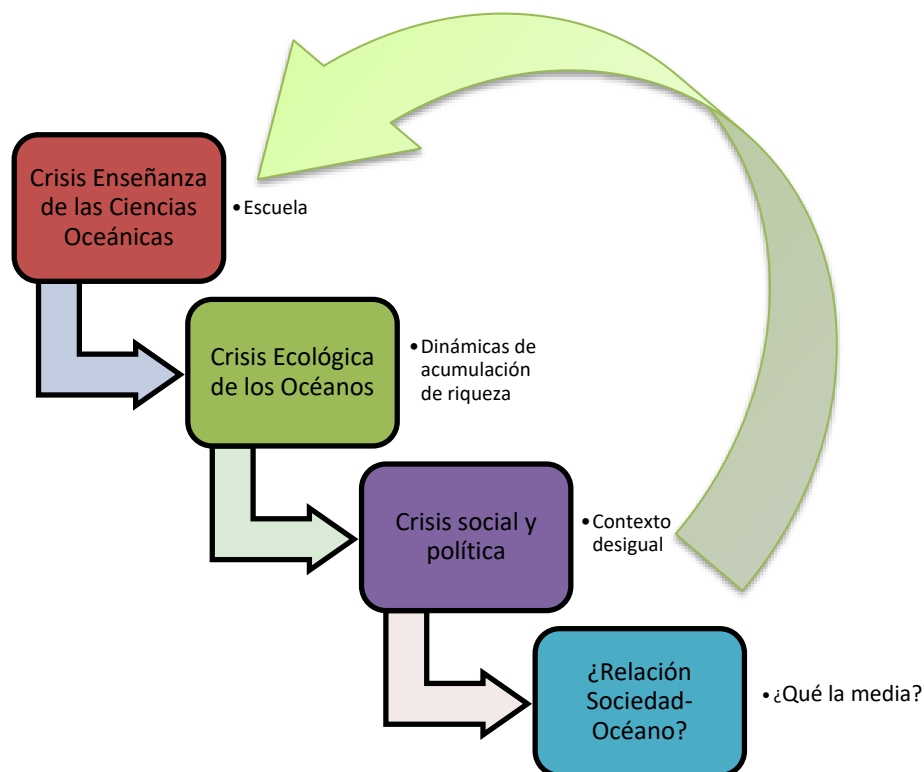 Crisis Enseñanza
de las Ciencias
Oceánicas
• Escuela
Crisis Ecológica
de los Océanos
• Dinámicas de
acumulación
de riqueza
Crisis social y
política
• Contexto
desigual
¿Relación
Sociedad-
Océano?
• ¿Qué la media?